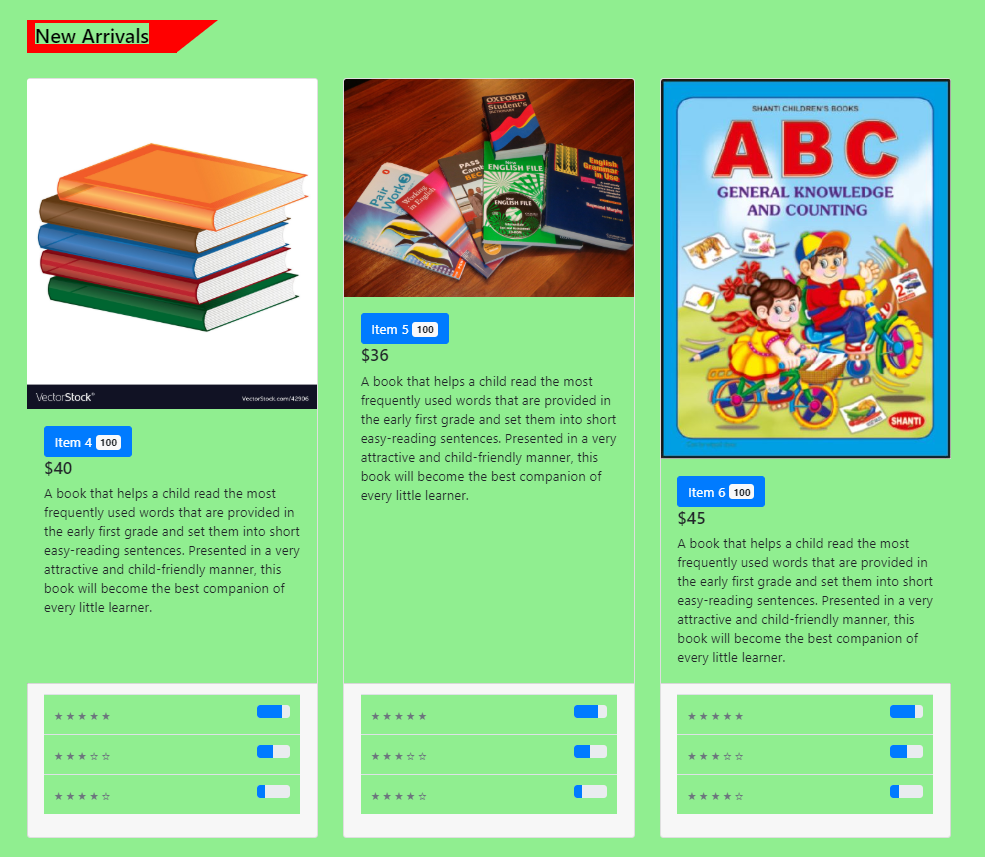 New Arrivals
VectorStock®
VectorStock.com/42906
Item 4 100
$40
A book that helps a child read the most
frequently used words that are provided in
the early first grade and set them into short
easy-reading sentences. Presented in a very
attractive and child-friendly manner, this
book will become the best companion of
every little learner.
★★★★★
★★★☆☆
★★★★☆
OXFORD
Student's
DICTIONARY
Pair
Work
Working
in English
PASS
New
ENGLISH FILE
ENGLISH FILE
English
Grammar
in Use
Raymond Murphy
Item 5 100
$36
A book that helps a child read the most
frequently used words that are provided in
the early first grade and set them into short
easy-reading sentences. Presented in a very
attractive and child-friendly manner, this
book will become the best companion of
every little learner.
★★★★★
★★★☆☆
★★★★☆
SHANTI CHILDREN'S BOOKS
ABC
GENERAL KNOWLEDGE
AND COUNTING
2
SHANTI
Item 6 100
$45
A book that helps a child read the most
frequently used words that are provided in
the early first grade and set them into short
easy-reading sentences. Presented in a very
attractive and child-friendly manner, this
book will become the best companion of
every little learner.
★★★★★
★★★☆☆
★★★★☆